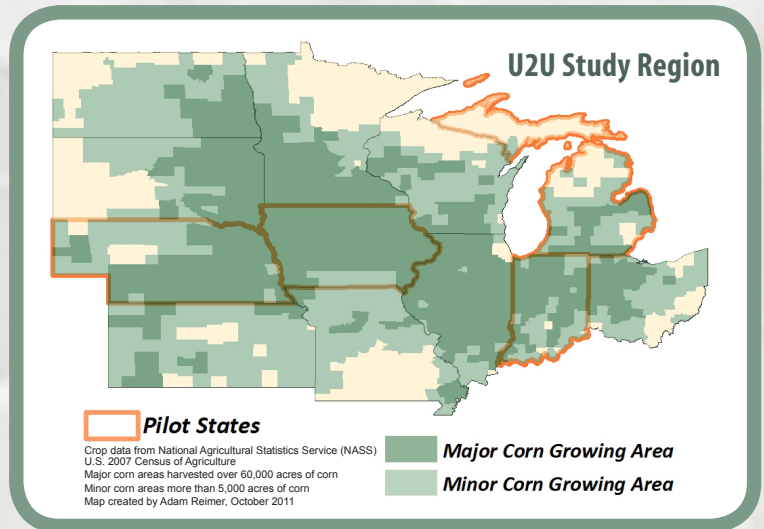 U2U Study Region
Pilot States
Crop data from National Agricultural Statistics Service (NASS)
U.S. 2007 Census of Agriculture
Major corn areas harvested over 60,000 acres of corn
Minor corn areas more than 5,000 acres of corn
Map created by Adam Reimer, October 2011
Major Corn Growing Area
Minor Corn Growing Area